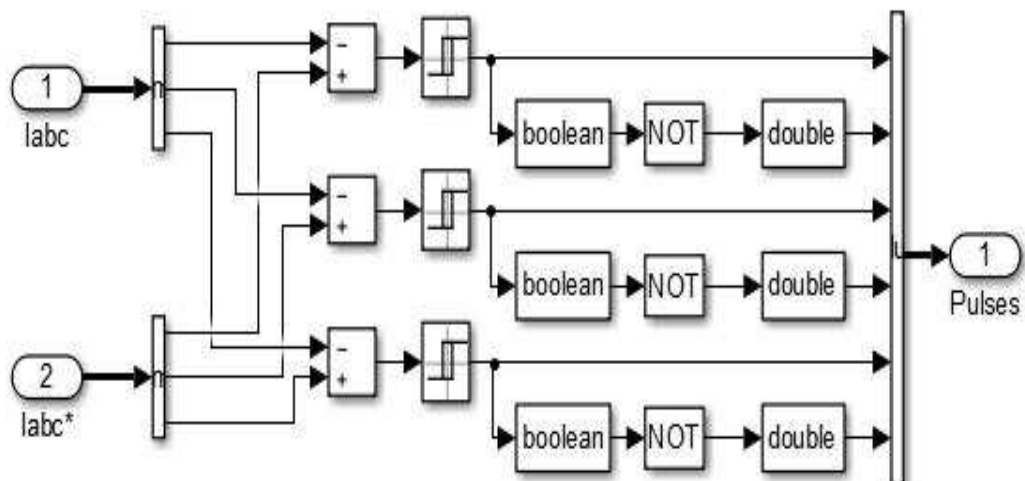 1
Iabc
-
+
boolean
NOT
double
-
+
boolean
NOT
double
1
Pulses
2
Iabc*
-
+
boolean
NOT
double